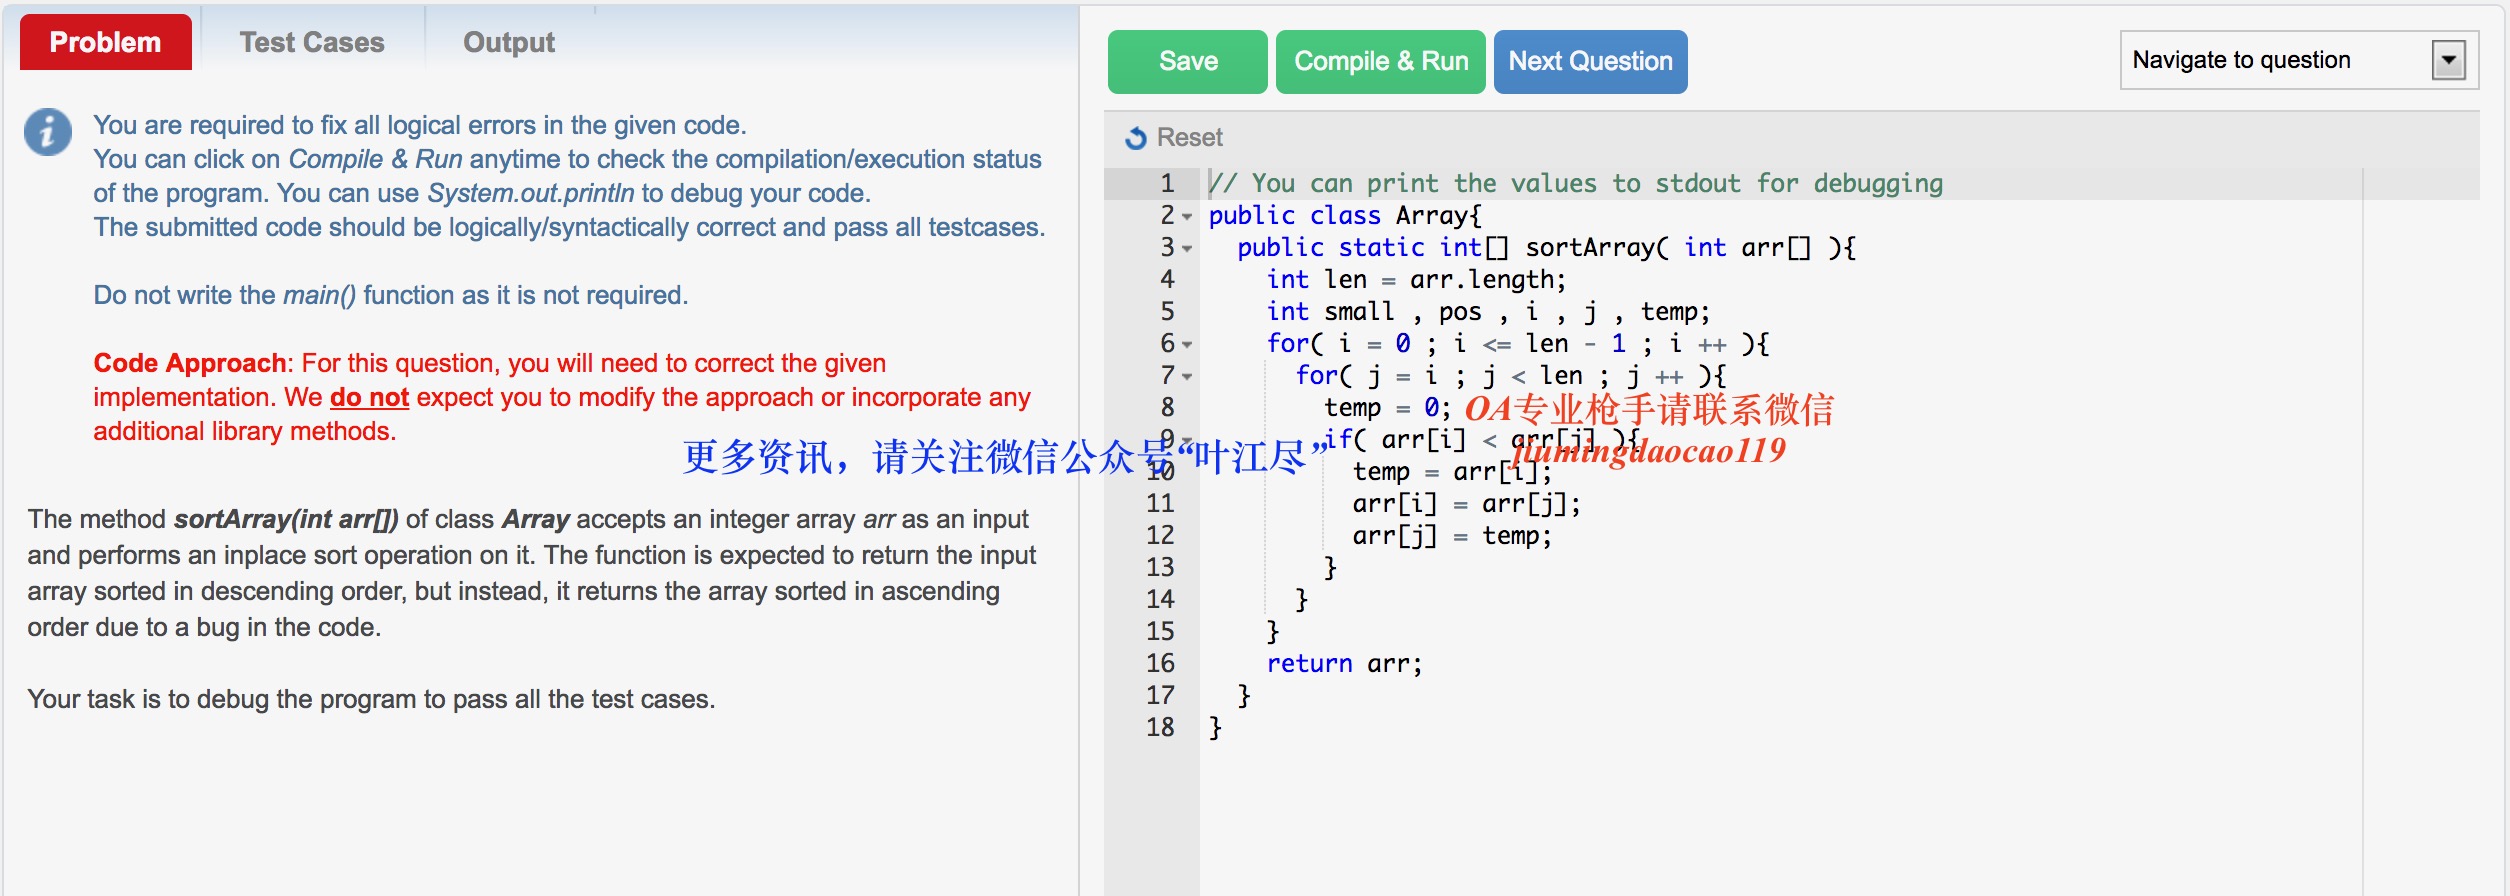 Problem
Test Cases
Output
You are required to fix all logical errors in the given code.
You can click on Compile & Run anytime to check the compilation/execution status
of the program. You can use System.out.println to debug your code.
The submitted code should be logically/syntactically correct and pass all testcases.
Do not write the main() function as it is not required.
Code Approach: For this question, you will need to correct the given
implementation. We do not expect you to modify the approach or incorporate any
additional library methods.
更多资讯，请关注微信公众号“叶江尽”
The method sortArray(int arr[]) of class Array accepts an integer array arr as an input
and performs an inplace sort operation on it. The function is expected to return the input
array sorted in descending order, but instead, it returns the array sorted in ascending
order due to a bug in the code.
Your task is to debug the program to pass all the test cases.
Save
Compile & Run
Next Question
Navigate to question
Reset
1 // You can print the values to stdout for debugging
2 public class Array{
3 public static int[] sortArray( int arr[] ){
4 int len = arr.length;
5 int small , pos , i , j , temp;
6 for( i = 0 ; i <= len - 1 ; i ++ ){
7 for( j = i ; j < len ; j ++ ){
8 temp = 0;
OA专业枪手请联系微信
9 if( arr[i] < arr[j] ){
jiumingdaocao119
10 temp = arr[i];
11 arr[i] = arr[j];
12 arr[j] = temp;
13 }
14 }
15 }
16 return arr;
17 }
18 }